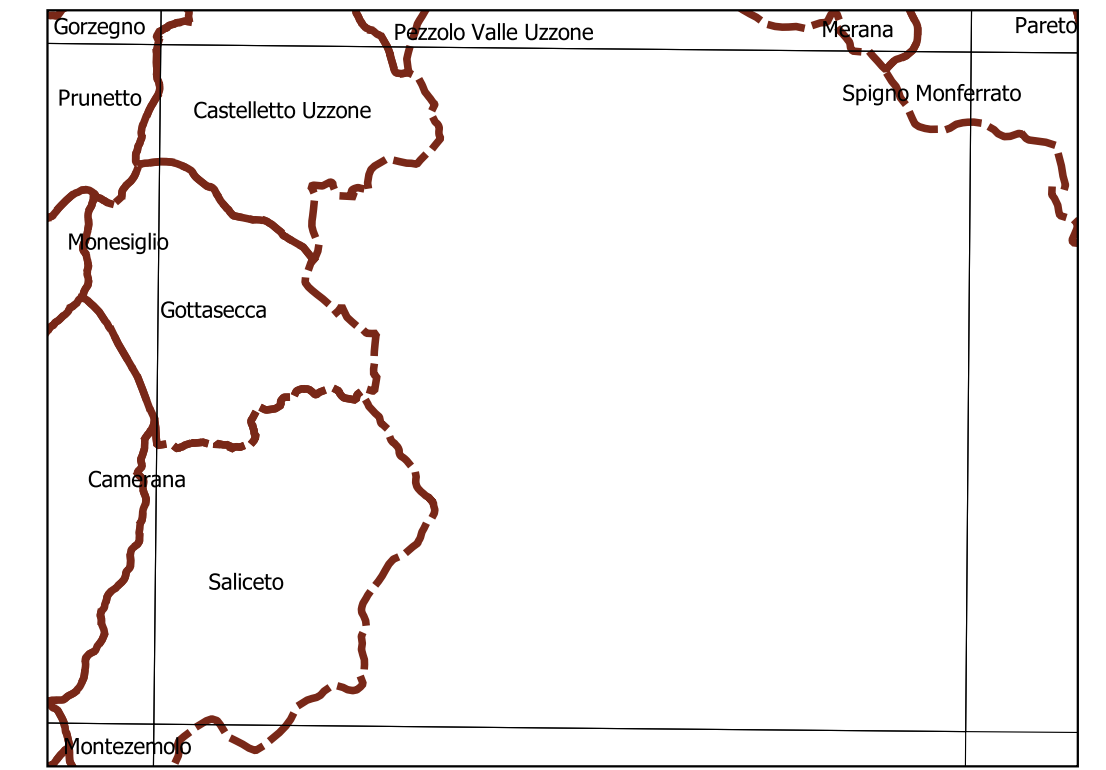 Gorzegno
Pezzolo Valle Uzzone
Merana
Pareto
Prunetto
Castelletto Uzzone
Spigno Monferrato
Monesiglio
Gottasecca
Camerana
Saliceto
Montezemolo